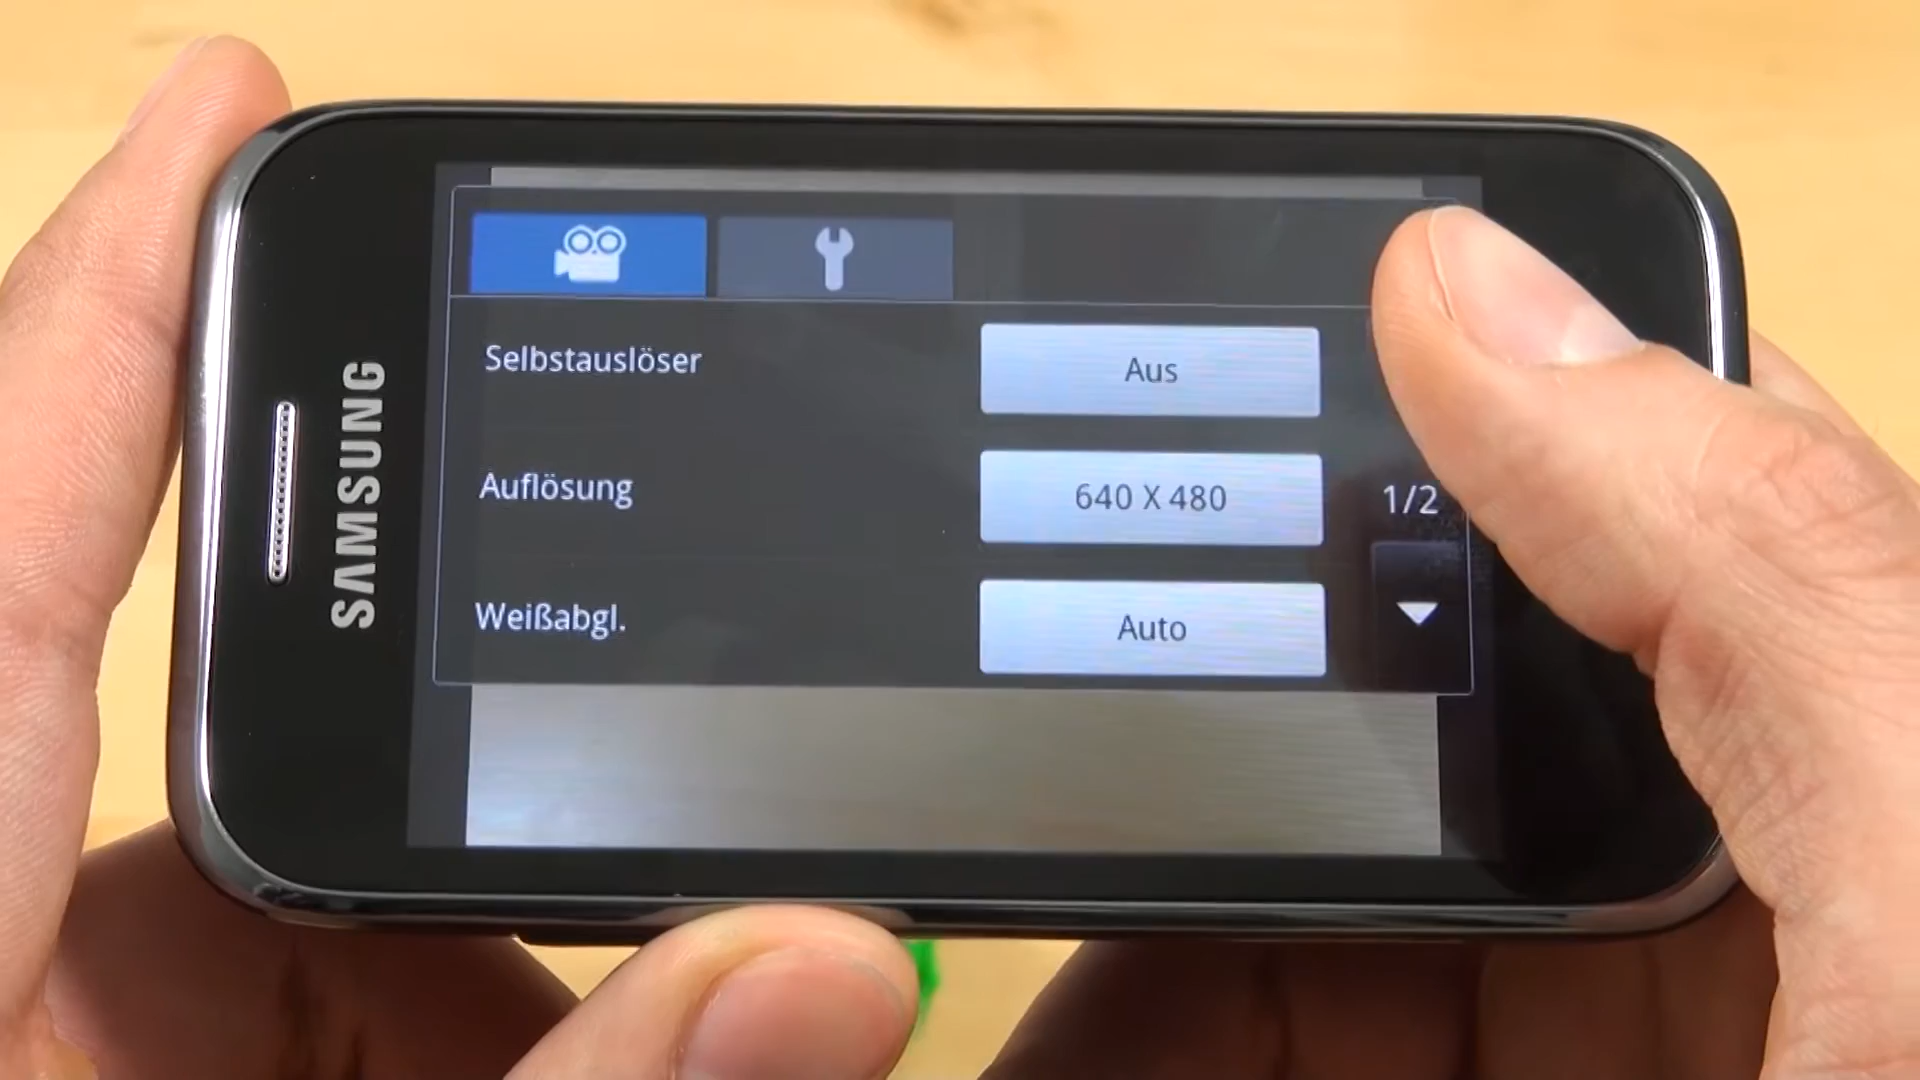 SAMSUNG
Selbstauslöser
Aus
Auflösung
640 X 480
1/2
Weißabgl.
Auto